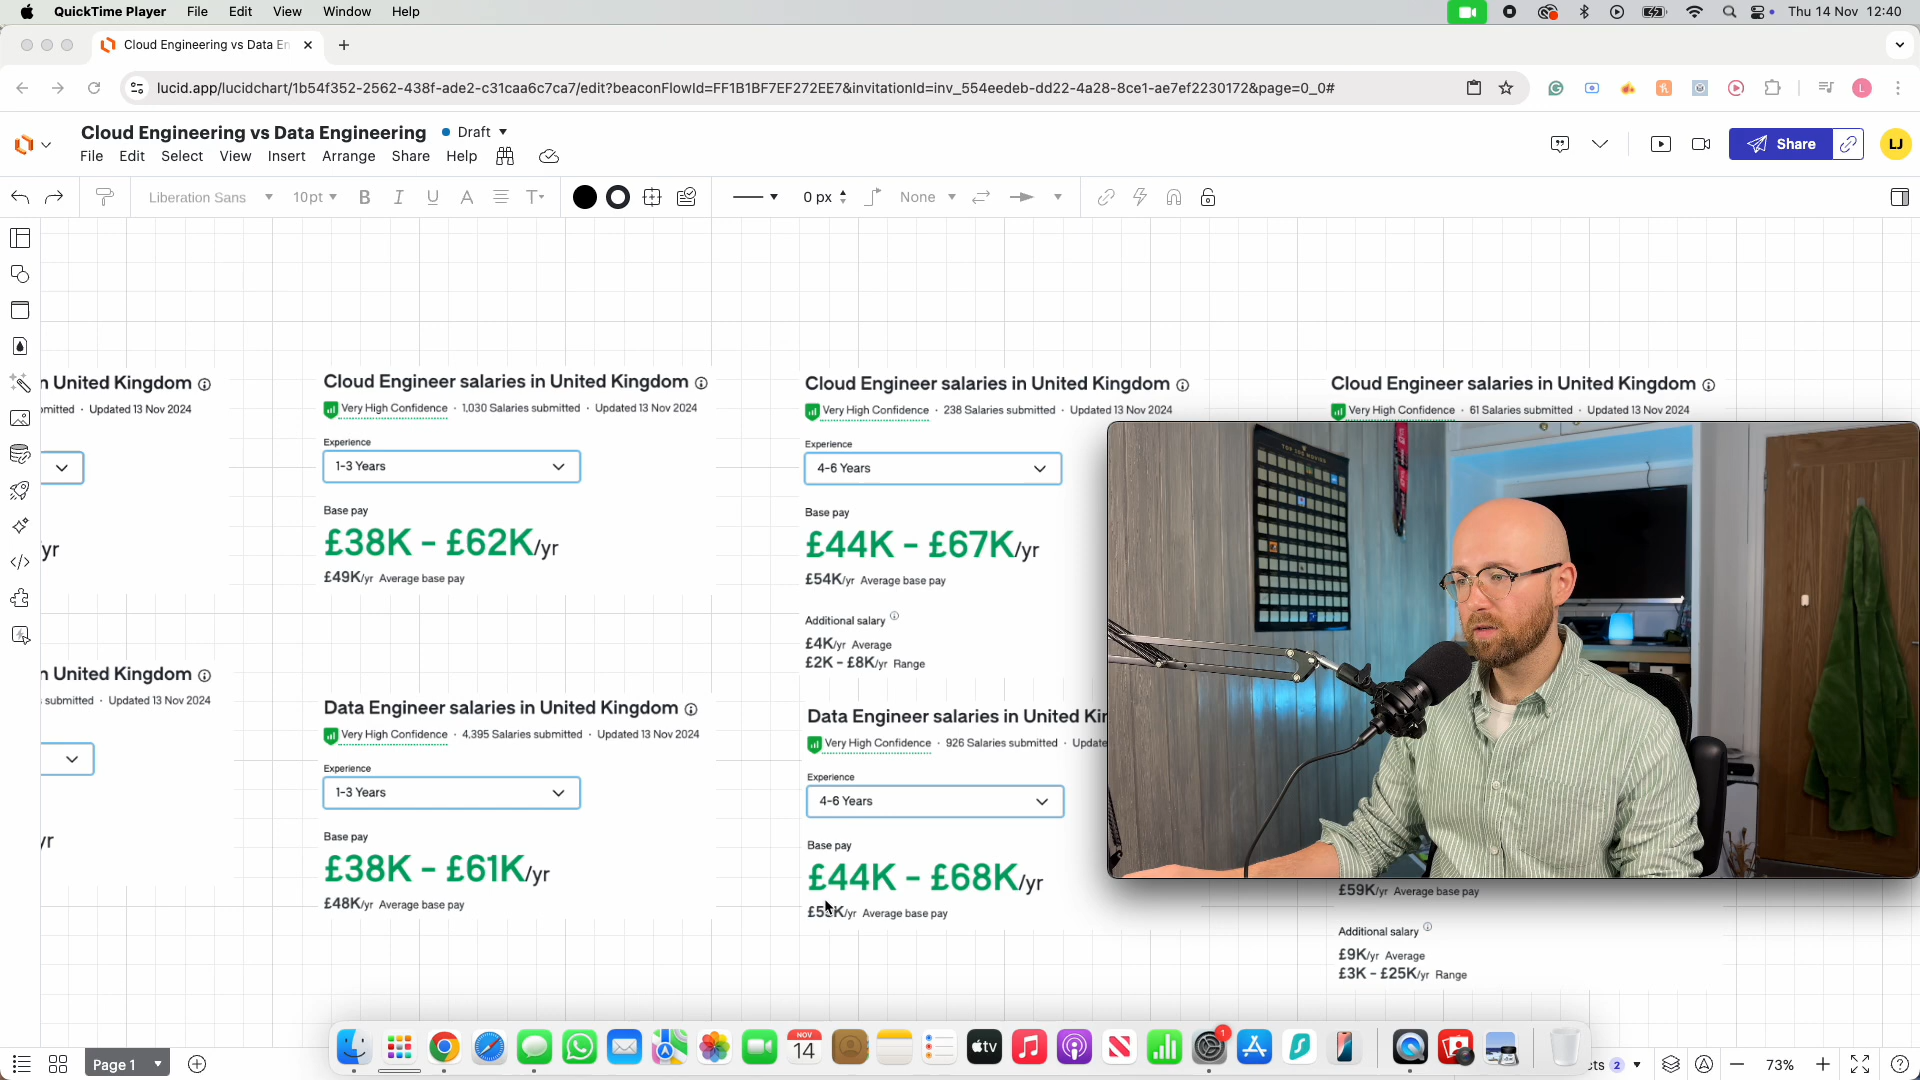 QuickTime Player File Edit View Window Help
Thu 14 Nov 12:40
Cloud Engineering vs Data En
lucid.app/lucidchart/1b54f352-2562-438f-ade2-c31caa6c7ca7/edit?beaconFlowId=FF1B1BF7EF272EE7&invitationId=inv_554eedeb-dd22-4a28-8ce1-ae7ef2230172&page=0_0#
L
Cloud Engineering vs Data Engineering Draft
File Edit Select View Insert Arrange Share Help
Share
LJ
Liberation Sans 10pt B I U A T 0 px None
n United Kingdom
mitted · Updated 13 Nov 2024
yr
n United Kingdom
submitted · Updated 13 Nov 2024
yr
Cloud Engineer salaries in United Kingdom
Very High Confidence · 1,030 Salaries submitted · Updated 13 Nov 2024
Experience
1-3 Years
Base pay
£38K - £62K/yr
£49K/yr Average base pay
Data Engineer salaries in United Kingdom
Very High Confidence · 4,395 Salaries submitted · Updated 13 Nov 2024
Experience
1-3 Years
Base pay
£38K - £61K/yr
£48K/yr Average base pay
Cloud Engineer salaries in United Kingdom
Very High Confidence · 238 Salaries submitted · Updated 13 Nov 2024
Experience
4-6 Years
Base pay
£44K - £67K/yr
£54K/yr Average base pay
Additional salary
£4K/yr Average
£2K - £8K/yr Range
Data Engineer salaries in United Kin
Very High Confidence · 926 Salaries submitted · Update
Experience
4-6 Years
Base pay
£44K - £68K/yr
Average base pay
Cloud Engineer salaries in United Kingdom
Very High Confidence · 61 Salaries submitted · Updated 13 Nov 2024
TOP 100 MOVIES
£59K/yr Average base pay
Additional salary
£9K/yr Average
£3K - £25K/yr Range
NOV
14
tv
1
Page 1
cts 2
73%